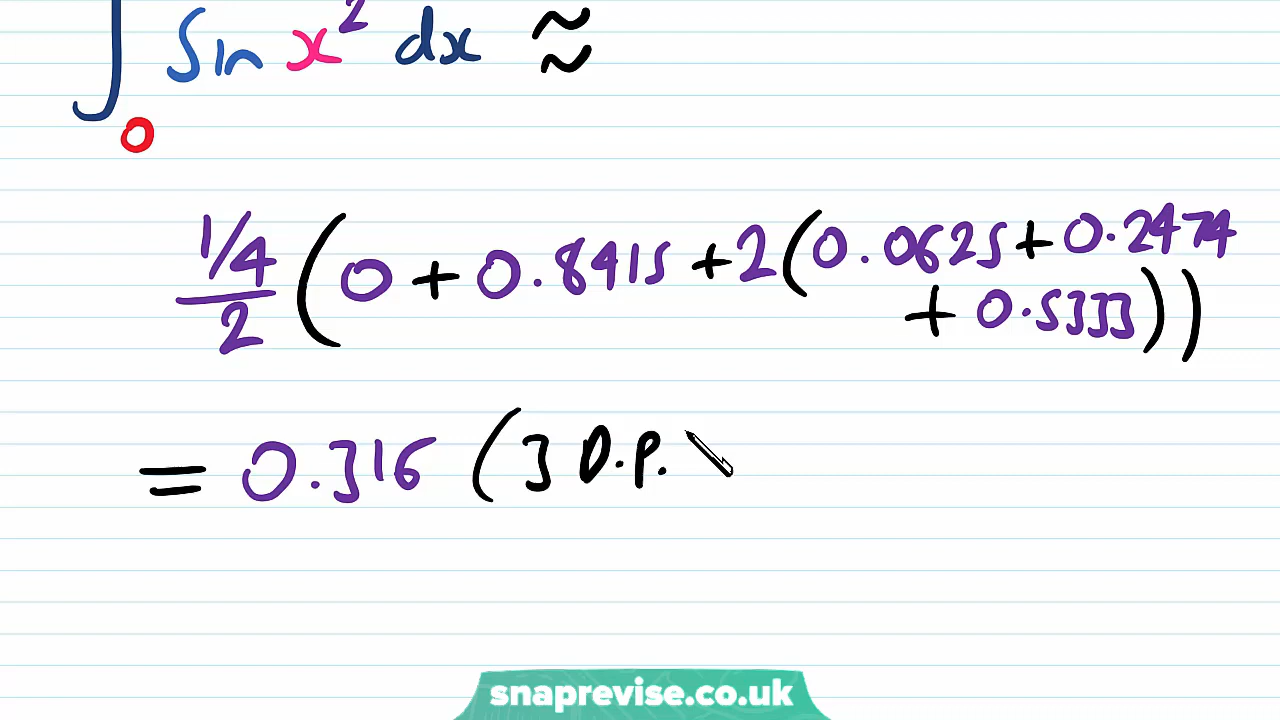 ∫₀ sin x² dx ≈
1/4 / 2 (0 + 0.8415 + 2(0.0625 + 0.2474
+ 0.5333))
= 0.316 (3 D.P.
snaprevise.co.uk